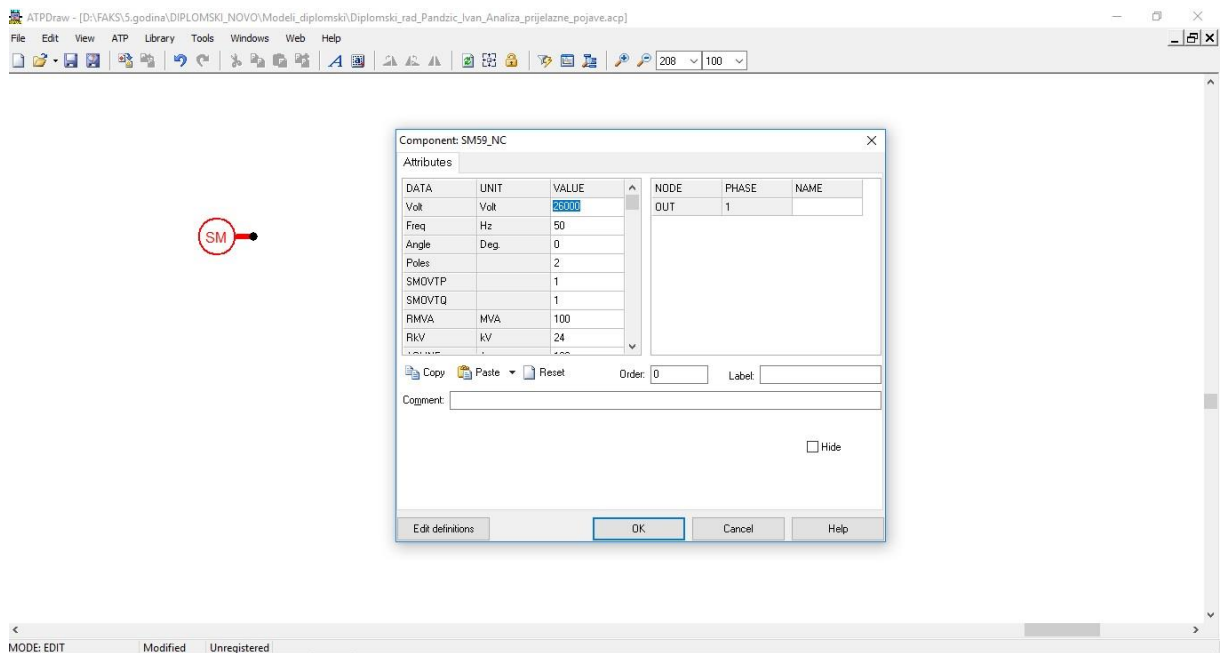 ATPDraw - [D:\FAKS\5.godina\DIPLOMSKI_NOVO\Modeli_diplomski\Diplomski_rad_Pandzic_Ivan_Analiza_prijelazne_pojave.acp]
File Edit View ATP Library Tools Windows Web Help
208 100
Component: SM59_NC
Attributes
DATA UNIT VALUE NODE PHASE NAME
Volt Volt 26000 OUT 1
Freq Hz 50
Angle Deg. 0
Poles 2
SMOVTP 1
SMOVTQ 1
RMVA MVA 100
RkV kV 24
SM
Copy Paste Reset Order: 0 Label:
Comment:
Hide
Edit definitions OK Cancel Help
MODE: EDIT Modified Unregistered